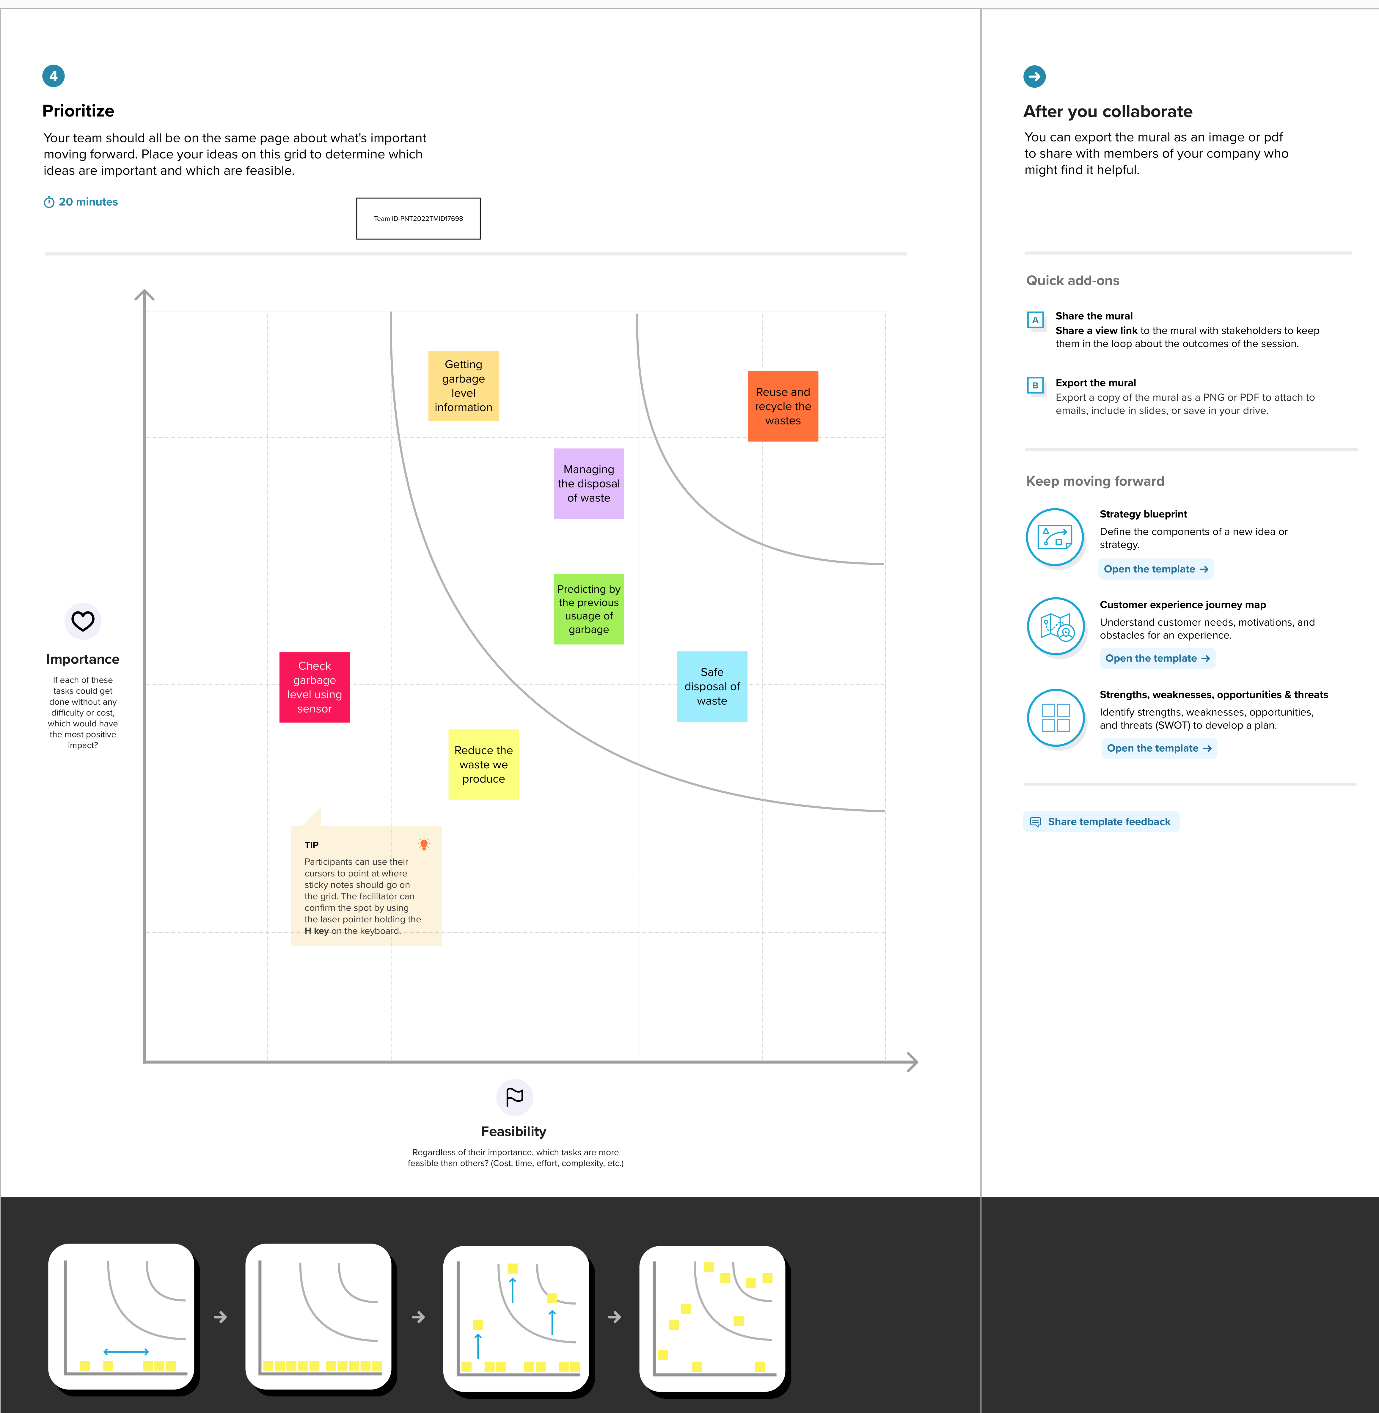 4
Prioritize
Your team should all be on the same page about what's important
moving forward. Place your ideas on this grid to determine which
ideas are important and which are feasible.
20 minutes
Team ID-PNT2022TMID17698
Getting
garbage
level
information
Reuse and
recycle the
wastes
Managing
the disposal
of waste
Predicting by
the previous
usuage of
garbage
Check
garbage
level using
sensor
Safe
disposal of
waste
Reduce the
waste we
produce
Importance
If each of these
tasks could get
done without any
difficulty or cost,
which would have
the most positive
impact?
TIP
Participants can use their
cursors to point at where
sticky notes should go on
the grid. The facilitator can
confirm the spot by using
the laser pointer holding the
H key on the keyboard.
Feasibility
Regardless of their importance, which tasks are more
feasible than others? (Cost, time, effort, complexity, etc.)
After you collaborate
You can export the mural as an image or pdf
to share with members of your company who
might find it helpful.
Quick add-ons
A
Share the mural
Share a view link to the mural with stakeholders to keep
them in the loop about the outcomes of the session.
B
Export the mural
Export a copy of the mural as a PNG or PDF to attach to
emails, include in slides, or save in your drive.
Keep moving forward
Strategy blueprint
Define the components of a new idea or
strategy.
Open the template →
Customer experience journey map
Understand customer needs, motivations, and
obstacles for an experience.
Open the template →
Strengths, weaknesses, opportunities & threats
Identify strengths, weaknesses, opportunities,
and threats (SWOT) to develop a plan.
Open the template →
Share template feedback